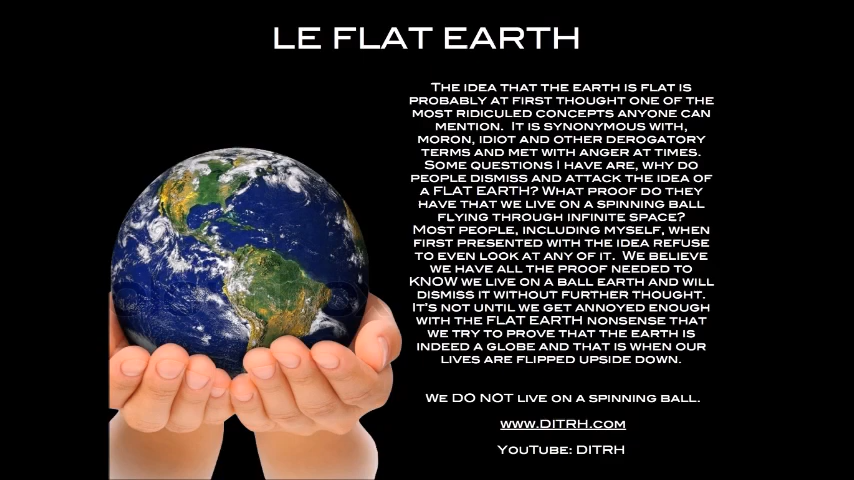 LE FLAT EARTH
THE IDEA THAT THE EARTH IS FLAT IS
PROBABLY AT FIRST THOUGHT ONE OF THE
MOST RIDICULED CONCEPTS ANYONE CAN
MENTION. IT IS SYNONYMOUS WITH,
MORON, IDIOT AND OTHER DEROGATORY
TERMS AND MET WITH ANGER AT TIMES.
SOME QUESTIONS I HAVE ARE, WHY DO
PEOPLE DISMISS AND ATTACK THE IDEA OF
A FLAT EARTH? WHAT PROOF DO THEY
HAVE THAT WE LIVE ON A SPINNING BALL
FLYING THROUGH INFINITE SPACE?
MOST PEOPLE, INCLUDING MYSELF, WHEN
FIRST PRESENTED WITH THE IDEA REFUSE
TO EVEN LOOK AT ANY OF IT. WE BELIEVE
WE HAVE ALL THE PROOF NEEDED TO
KNOW WE LIVE ON A BALL EARTH AND WILL
DISMISS IT WITHOUT FURTHER THOUGHT.
IT'S NOT UNTIL WE GET ANNOYED ENOUGH
WITH THE FLAT EARTH NONSENSE THAT
WE TRY TO PROVE THAT THE EARTH IS
INDEED A GLOBE AND THAT IS WHEN OUR
LIVES ARE FLIPPED UPSIDE DOWN.
WE DO NOT LIVE ON A SPINNING BALL.
WWW.DITRH.COM
YOUTUBE: DITRH